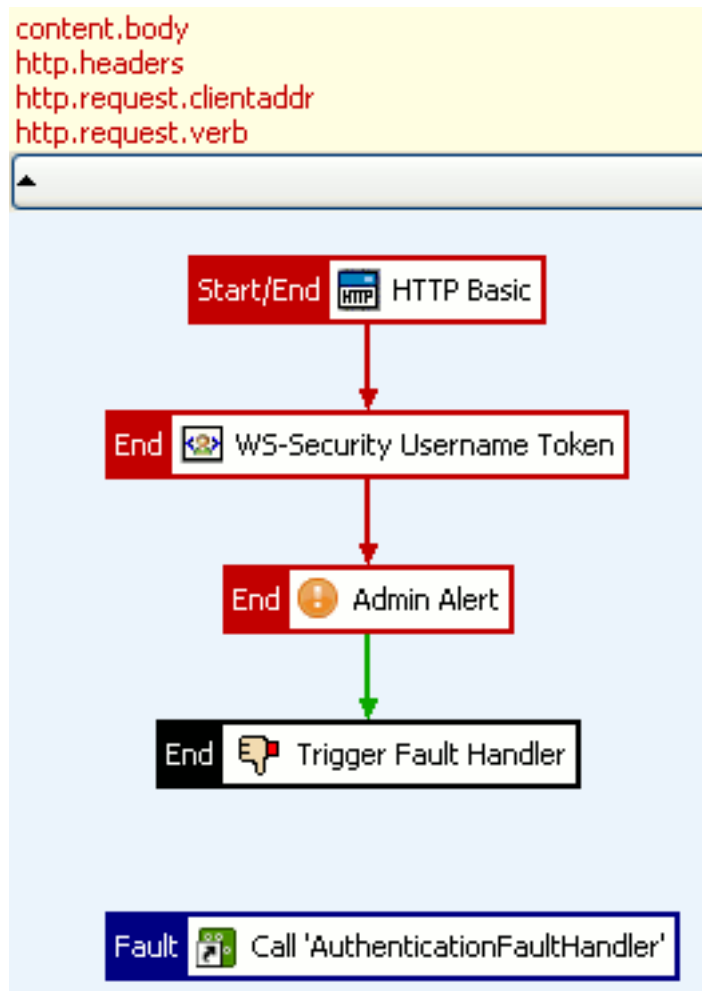 content.body
http.headers
http.request.clientaddr
http.request.verb
Start/End HTTP HTTP Basic
End WS-Security Username Token
End Admin Alert
End Trigger Fault Handler
Fault Call 'AuthenticationFaultHandler'